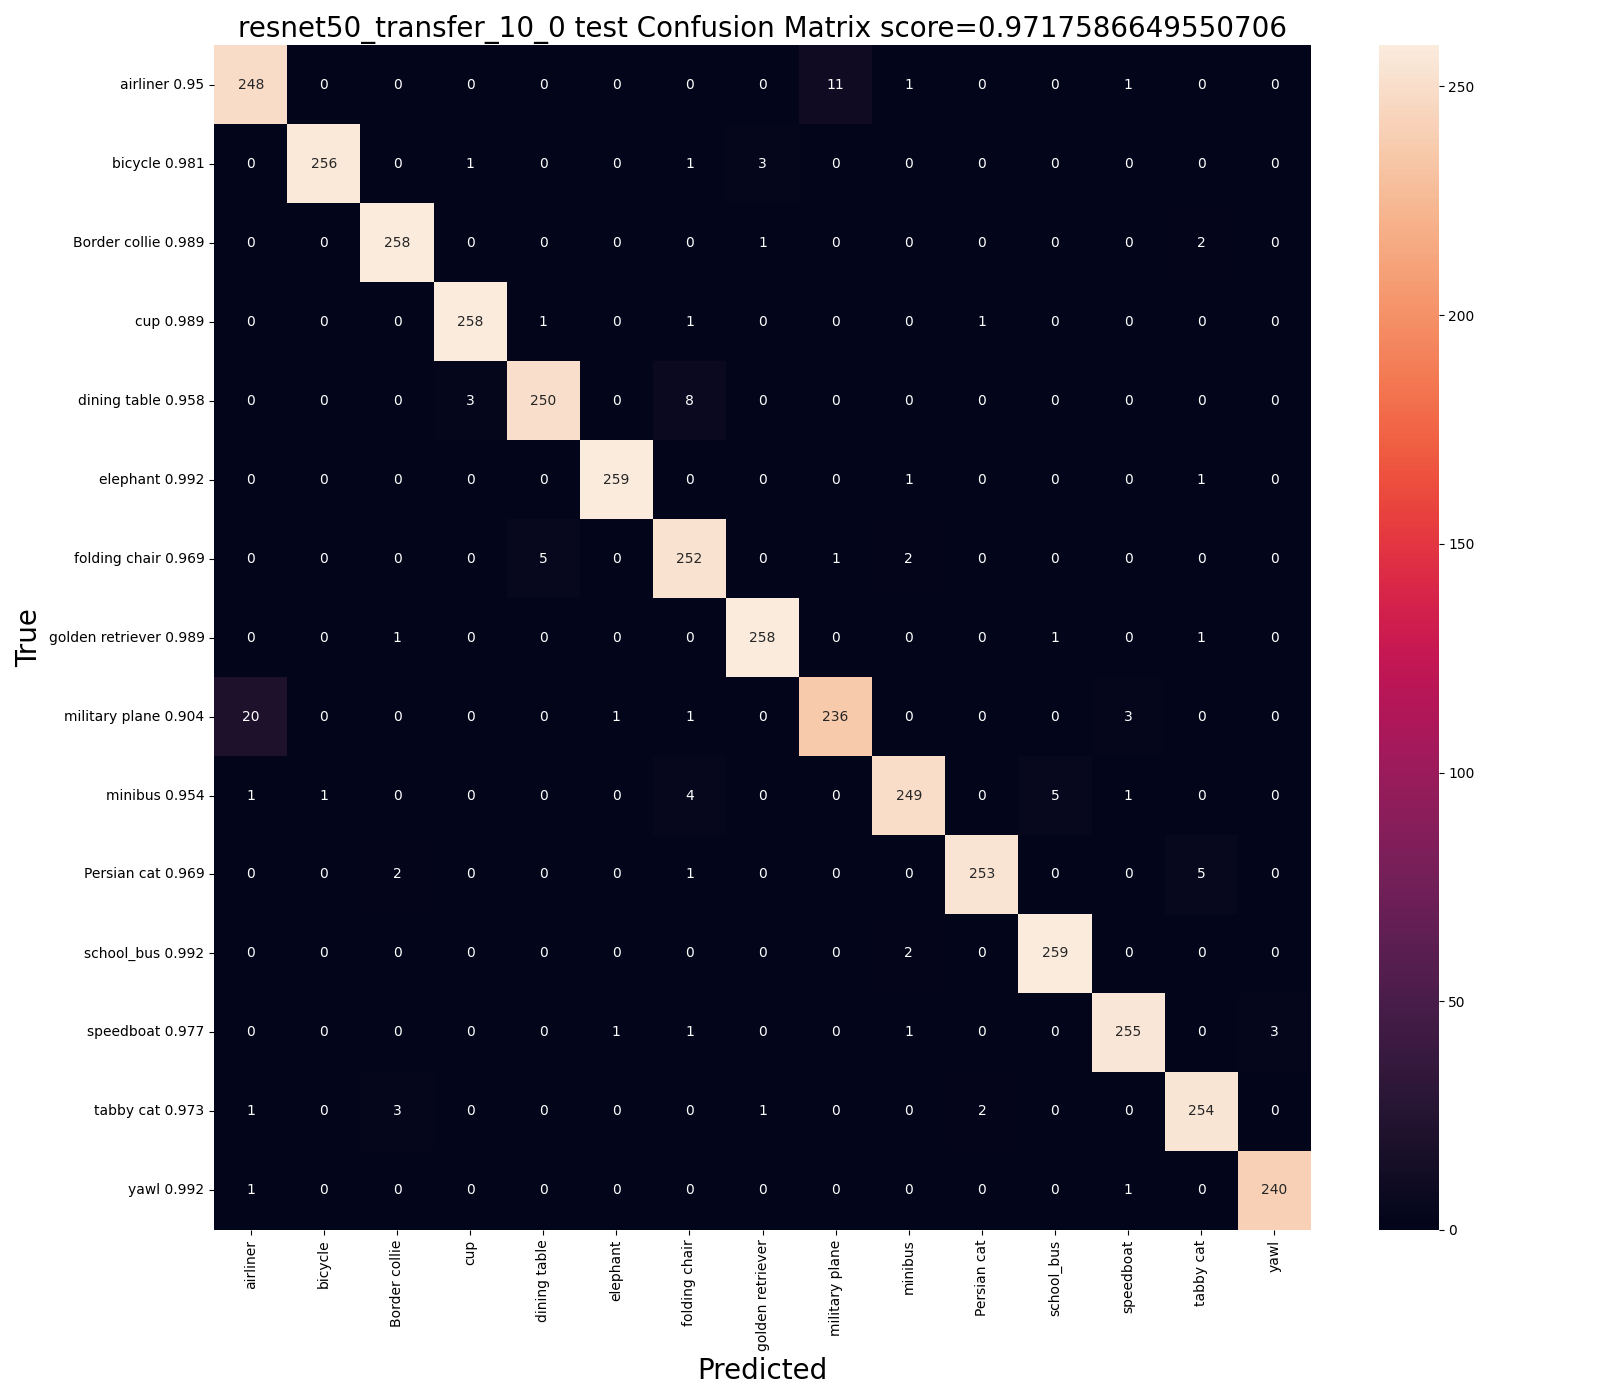 resnet50_transfer_10_0 test Confusion Matrix score=0.9717586649550706
True
airliner 0.95 248 0 0 0 0 0 0 0 11 1 0 0 1 0 0
bicycle 0.981 0 256 0 1 0 0 1 3 0 0 0 0 0 0 0
Border collie 0.989 0 0 258 0 0 0 0 1 0 0 0 0 0 2 0
cup 0.989 0 0 0 258 1 0 1 0 0 0 1 0 0 0 0
dining table 0.958 0 0 0 3 250 0 8 0 0 0 0 0 0 0 0
elephant 0.992 0 0 0 0 0 259 0 0 0 1 0 0 0 1 0
folding chair 0.969 0 0 0 0 5 0 252 0 1 2 0 0 0 0 0
golden retriever 0.989 0 0 1 0 0 0 0 258 0 0 0 1 0 1 0
military plane 0.904 20 0 0 0 0 1 1 0 236 0 0 0 3 0 0
minibus 0.954 1 1 0 0 0 0 4 0 0 249 0 5 1 0 0
Persian cat 0.969 0 0 2 0 0 0 1 0 0 0 253 0 0 5 0
school_bus 0.992 0 0 0 0 0 0 0 0 0 2 0 259 0 0 0
speedboat 0.977 0 0 0 0 0 1 1 0 0 1 0 0 255 0 3
tabby cat 0.973 1 0 3 0 0 0 0 1 0 0 2 0 0 254 0
yawl 0.992 1 0 0 0 0 0 0 0 0 0 0 0 1 0 240
airliner
bicycle
Border collie
cup
dining table
elephant
folding chair
golden retriever
military plane
minibus
Persian cat
school_bus
speedboat
tabby cat
yawl
Predicted
250
200
150
100
50
0